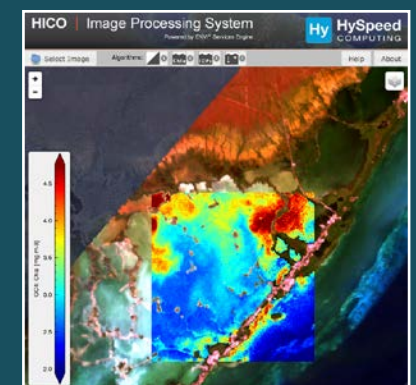 HICO | Image Processing System
Powered by ENVI Services Engine
Hy HySpeed
COMPUTING
Select Image
Algorithms:
Help
About
+
-
4.5
4.0
3.5
3.0
2.5
2.0